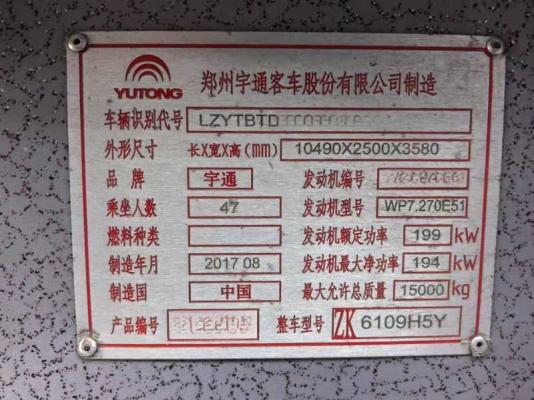 YUTONG 郑州宇通客车股份有限公司制造
车辆识别代号 LZYTBTD
外形尺寸 长X宽X高(mm) 10490X2500X3580
品牌 宇通 发动机编号
乘坐人数 47 发动机型号 WP7.270E51
燃料种类 发动机额定功率 199 kW
制造年月 2017 08 发动机最大净功率 194 kW
制造国 中国 最大允许总质量 15000 kg
产品编号 整车型号 ZK 6109H5Y